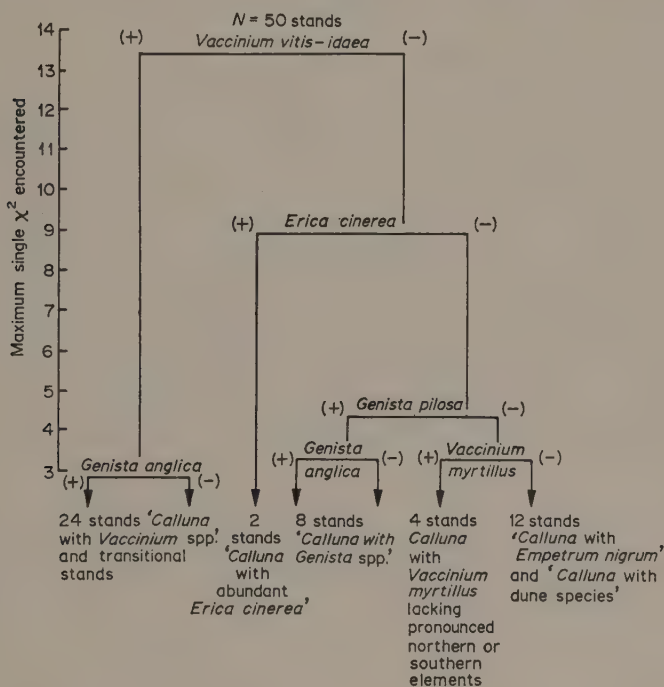 N = 50 stands
(+) Vaccinium vitis-idaea (-)
14
13
12
11
10
9
8
7
6
5
4
3
Maximum single χ² encountered
(+) Erica cinerea (-)
(+) Genista pilosa (-)
Genista anglica
(+) (-)
(+) Genista anglica (-)
(+) Vaccinium myrtillus (-)
24 stands 'Calluna
with Vaccinium spp.'
and transitional
stands
2
stands
'Calluna
with
abundant
Erica cinerea'
8 stands
'Calluna with
Genista spp.'
4 stands
Calluna
with
Vaccinium
myrtillus
lacking
pronounced
northern or
southern
elements
12 stands
'Calluna with
Empetrum nigrum'
and 'Calluna with
dune species'